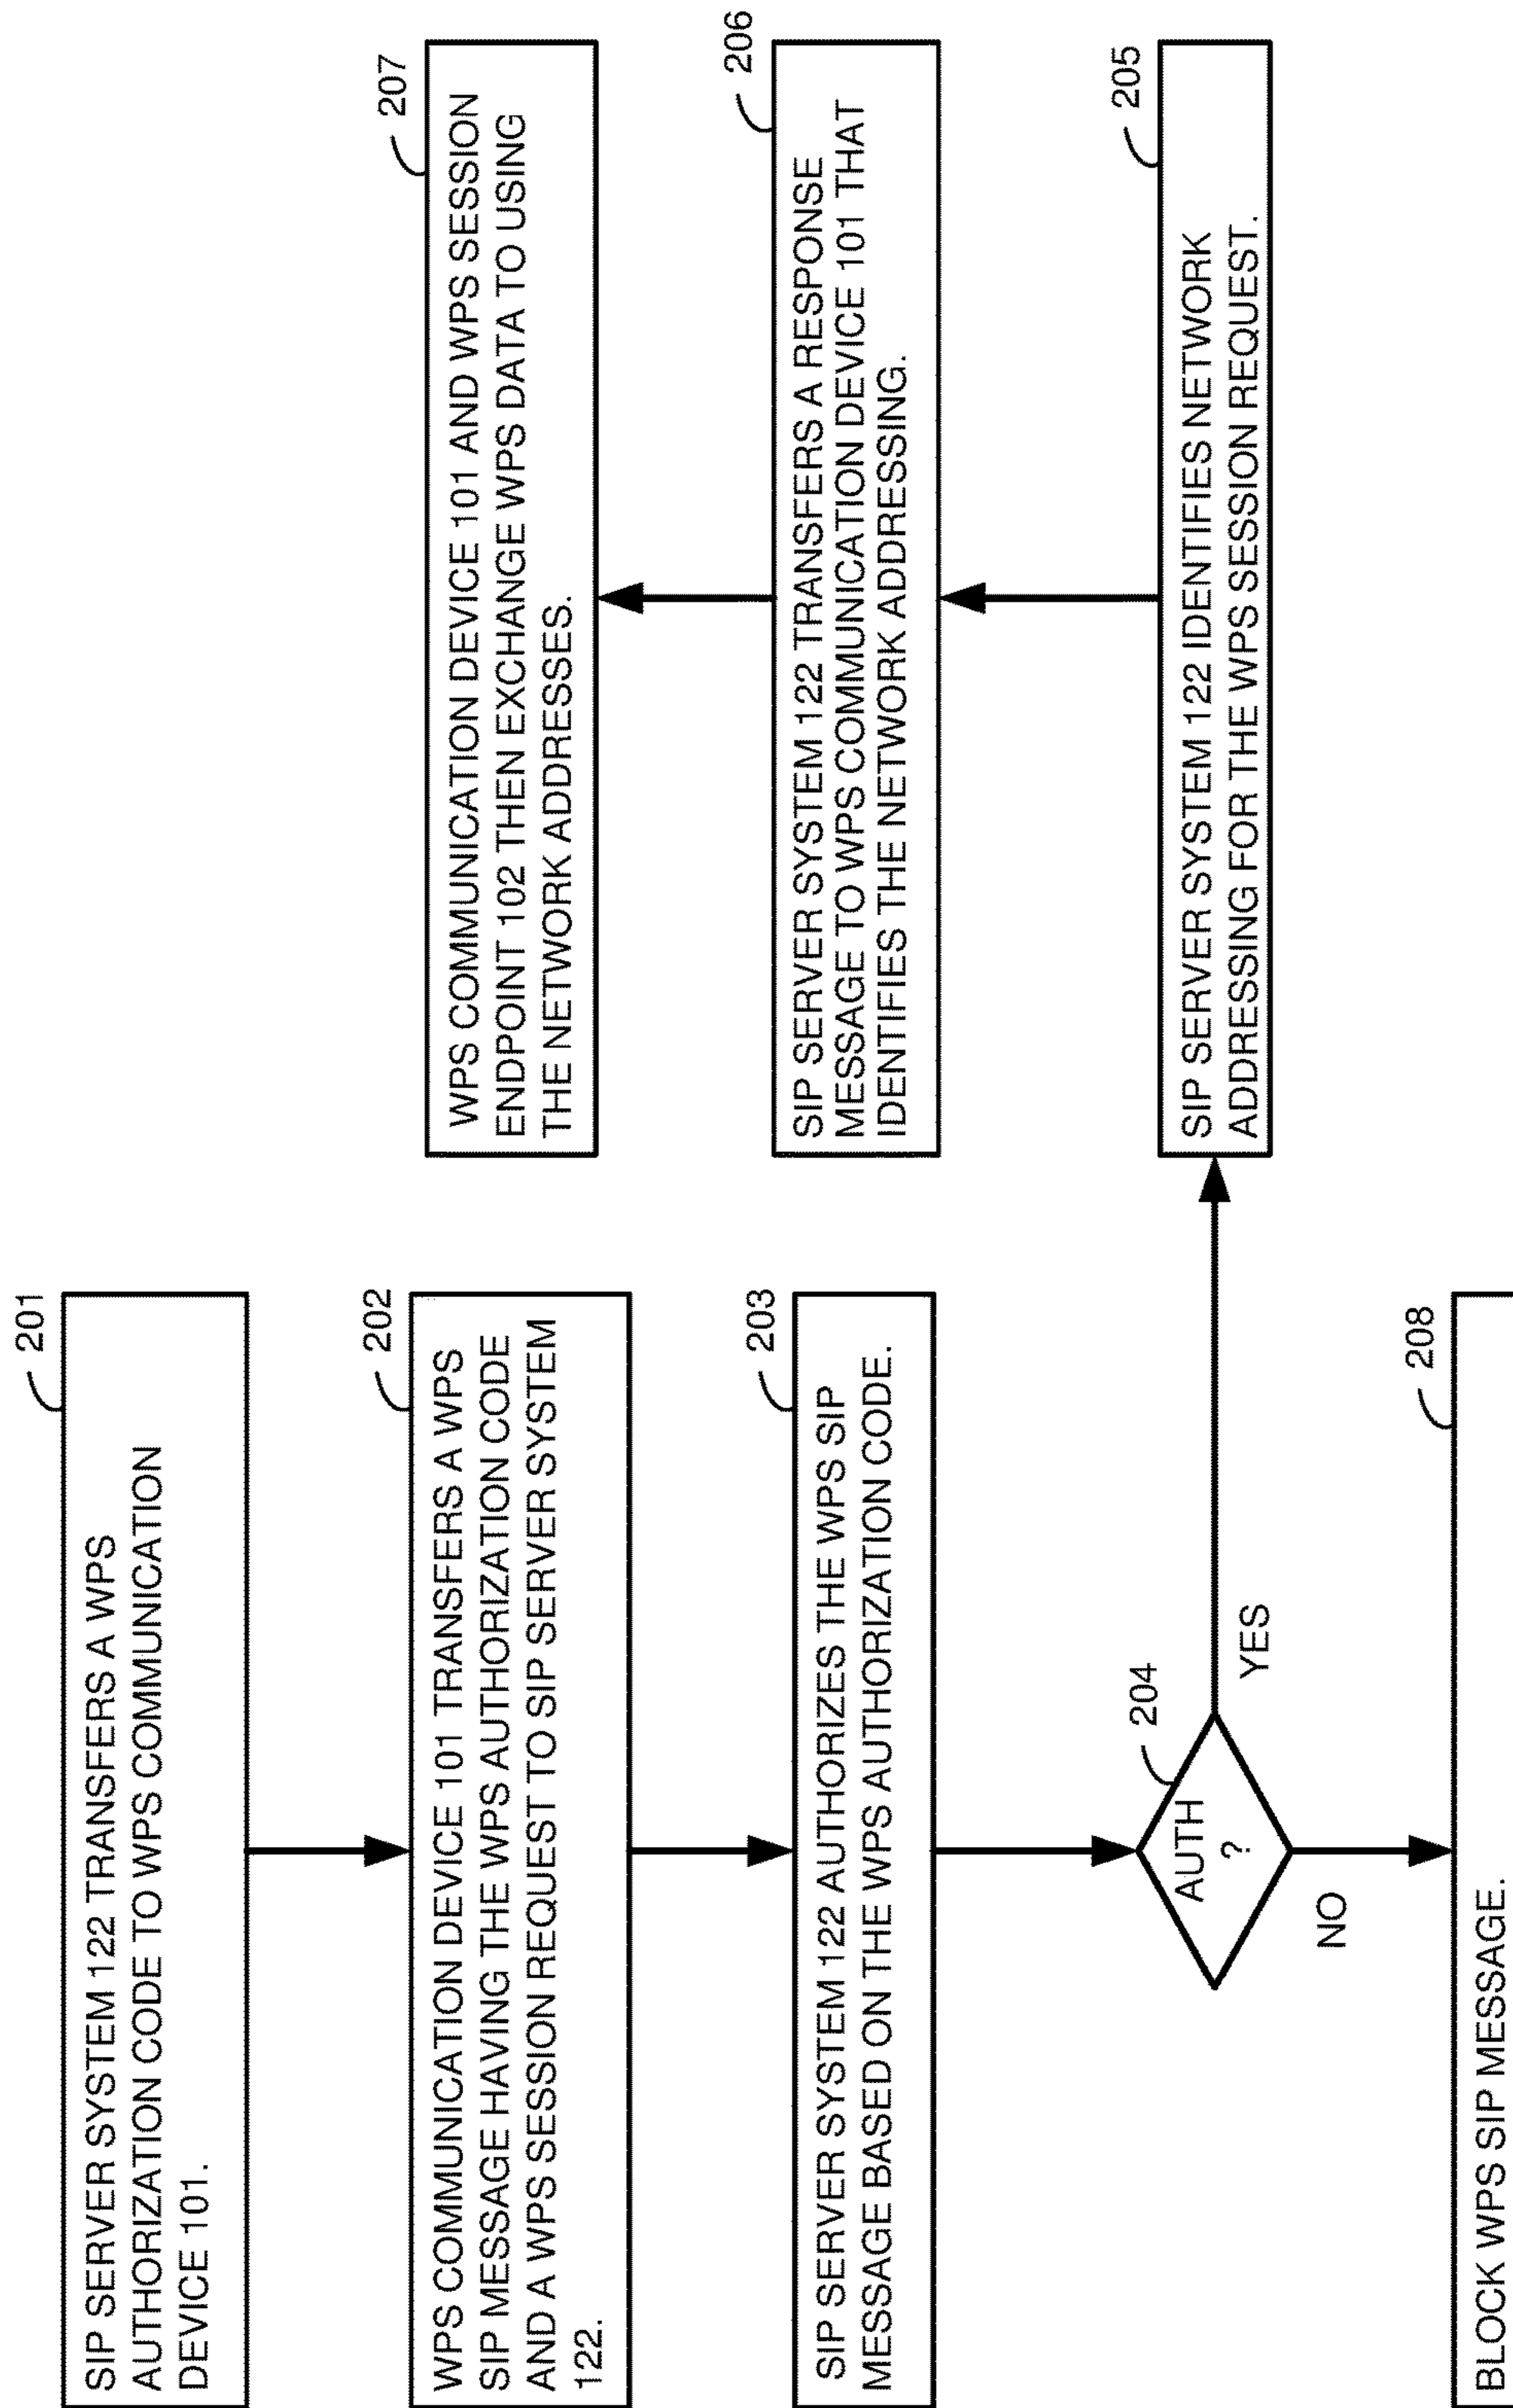 201
SIP SERVER SYSTEM 122 TRANSFERS A WPS
AUTHORIZATION CODE TO WPS COMMUNICATION
DEVICE 101.
202
WPS COMMUNICATION DEVICE 101 TRANSFERS A WPS
SIP MESSAGE HAVING THE WPS AUTHORIZATION CODE
AND A WPS SESSION REQUEST TO SIP SERVER SYSTEM
122.
203
SIP SERVER SYSTEM 122 AUTHORIZES THE WPS SIP
MESSAGE BASED ON THE WPS AUTHORIZATION CODE.
204
AUTH
?
YES
NO
205
SIP SERVER SYSTEM 122 IDENTIFIES NETWORK
ADDRESSING FOR THE WPS SESSION REQUEST.
206
SIP SERVER SYSTEM 122 TRANSFERS A RESPONSE
MESSAGE TO WPS COMMUNICATION DEVICE 101 THAT
IDENTIFIES THE NETWORK ADDRESSING.
207
WPS COMMUNICATION DEVICE 101 AND WPS SESSION
ENDPOINT 102 THEN EXCHANGE WPS DATA TO USING
THE NETWORK ADDRESSES.
208
BLOCK WPS SIP MESSAGE.